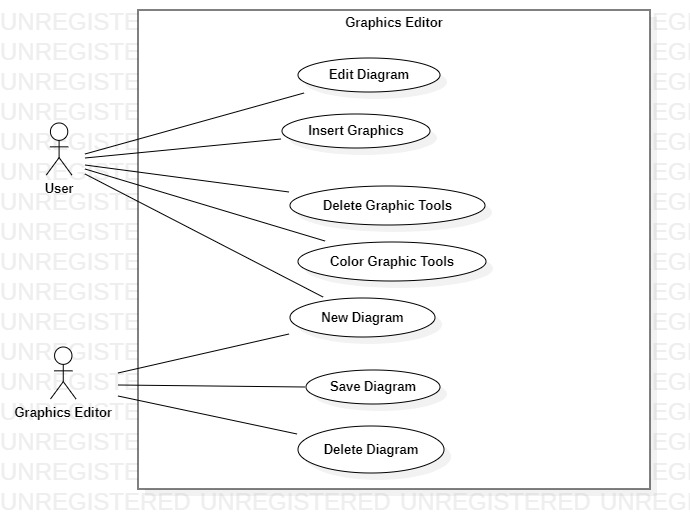 Graphics Editor
Edit Diagram
Insert Graphics
User
Delete Graphic Tools
Color Graphic Tools
New Diagram
Save Diagram
Graphics Editor
Delete Diagram
UNREGISTERED UNREGISTERED UNREGISTERED UNREGISTERED